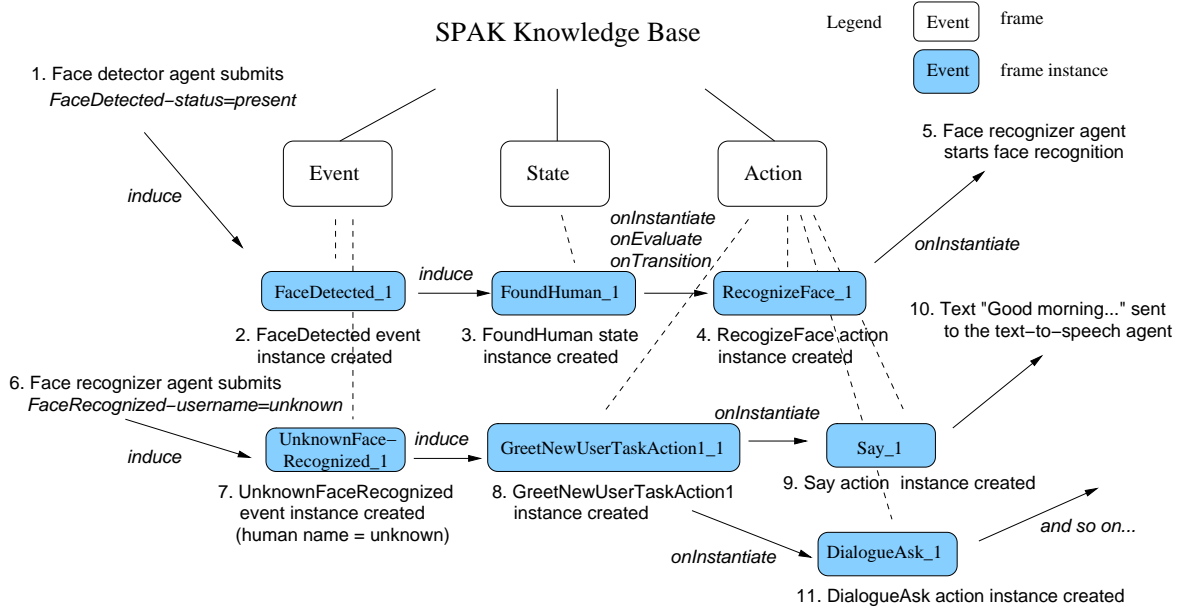 SPAK Knowledge Base
Legend
Event
frame
Event
frame instance
1. Face detector agent submits
FaceDetected−status=present
induce
Event
State
Action
5. Face recognizer agent
starts face recognition
onInstantiate
onEvaluate
onTransition
onInstantiate
FaceDetected_1
induce
FoundHuman_1
RecognizeFace_1
2. FaceDetected event
instance created
3. FoundHuman state
instance created
4. RecogizeFace action
instance created
10. Text "Good morning..." sent
to the text−to−speech agent
6. Face recognizer agent submits
FaceRecognized−username=unknown
induce
UnknownFace−
Recognized_1
induce
GreetNewUserTaskAction1_1
onInstantiate
Say_1
7. UnknownFaceRecognized
event instance created
(human name = unknown)
8. GreetNewUserTaskAction1
instance created
9. Say action instance created
onInstantiate
DialogueAsk_1
and so on...
11. DialogueAsk action instance created